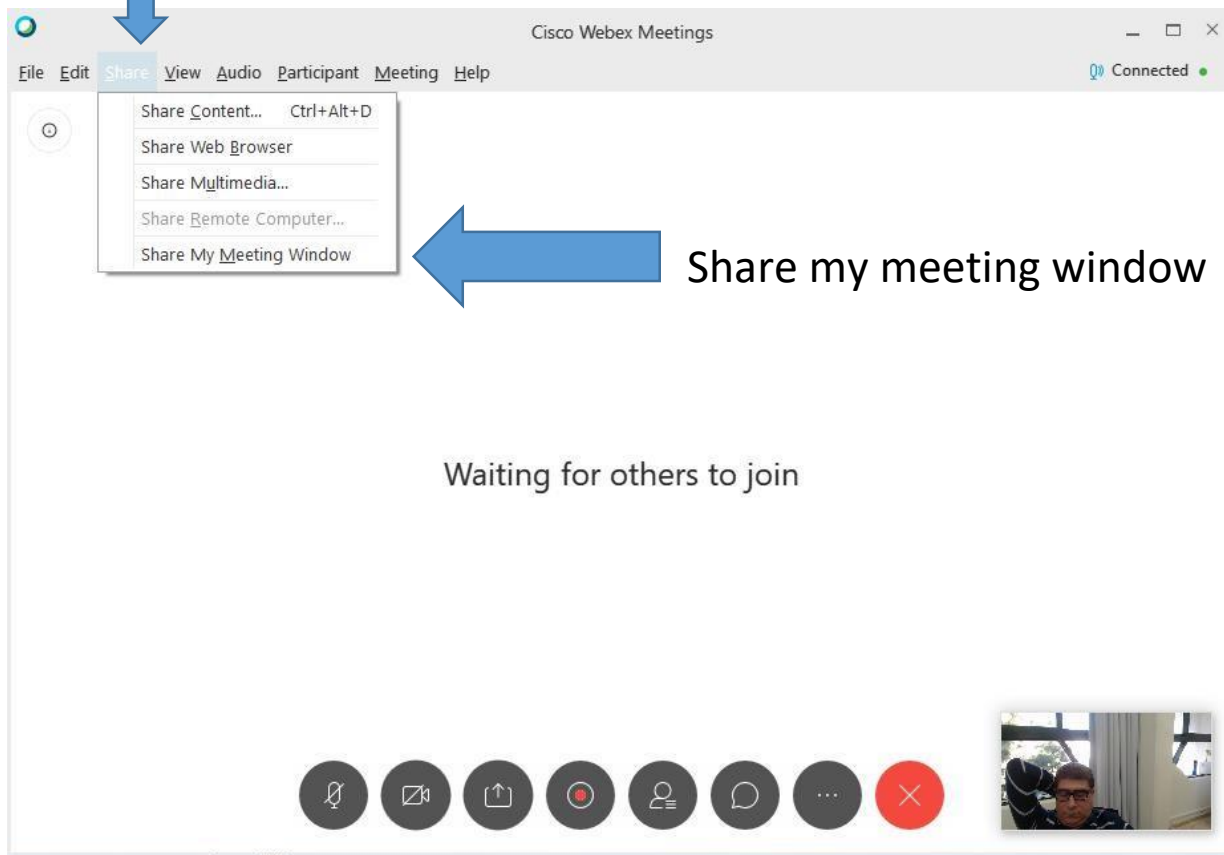 Cisco Webex Meetings
File Edit Share View Audio Participant Meeting Help
Connected
Share Content... Ctrl+Alt+D
Share Web Browser
Share Multimedia...
Share Remote Computer...
Share My Meeting Window
Share my meeting window
Waiting for others to join